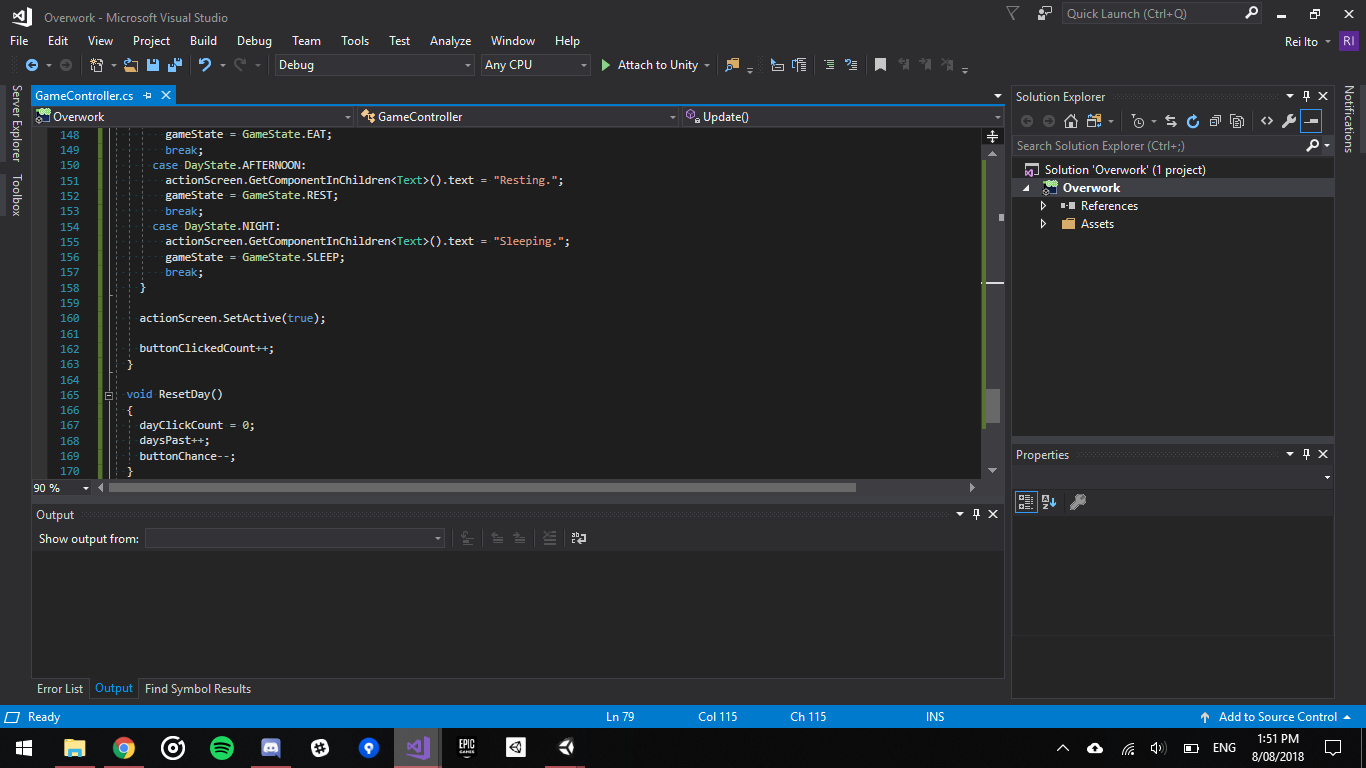 Overwork - Microsoft Visual Studio
Quick Launch (Ctrl+Q)
File Edit View Project Build Debug Team Tools Test Analyze Window Help
Rei Ito RI
Debug Any CPU Attach to Unity
Server Explorer
Toolbox
GameController.cs
Overwork GameController Update()
148 gameState = GameState.EAT;
149 break;
150 case DayState.AFTERNOON:
151 actionScreen.GetComponentInChildren<Text>().text = "Resting.";
152 gameState = GameState.REST;
153 break;
154 case DayState.NIGHT:
155 actionScreen.GetComponentInChildren<Text>().text = "Sleeping.";
156 gameState = GameState.SLEEP;
157 break;
158 }
159
160 actionScreen.SetActive(true);
161
162 buttonClickedCount++;
163 }
164
165 void ResetDay()
166 {
167 dayClickCount = 0;
168 daysPast++;
169 buttonChance--;
170 }
90 %
Output
Show output from:
Error List Output Find Symbol Results
Solution Explorer
Search Solution Explorer (Ctrl+;)
Solution 'Overwork' (1 project)
Overwork
References
Assets
Properties
Notifications
Ready Ln 79 Col 115 Ch 115 INS Add to Source Control
EPIC GAMES
ENG
1:51 PM
8/08/2018